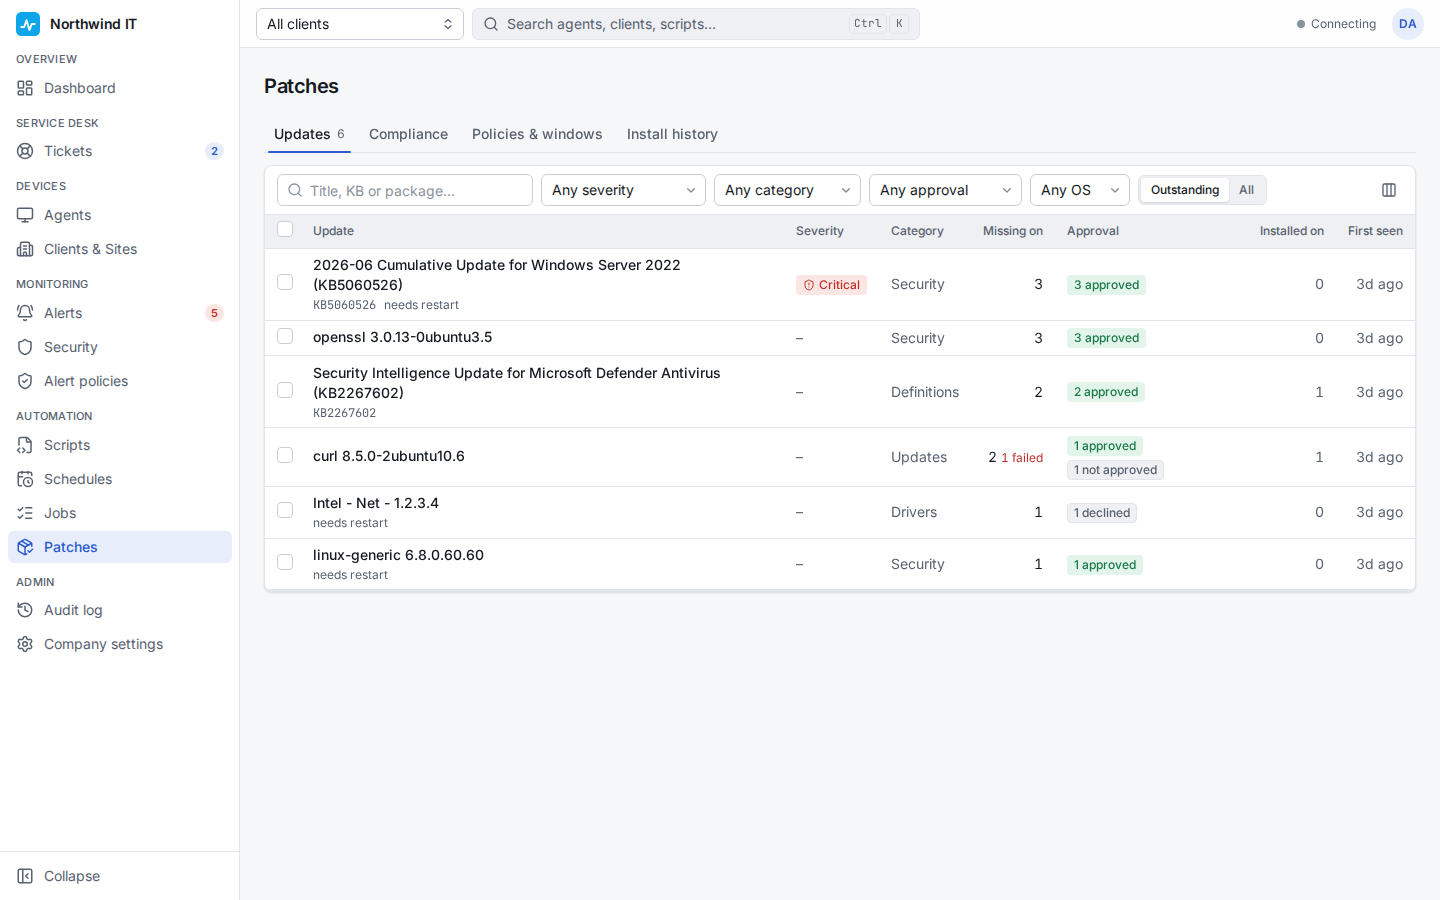 Northwind IT
All clients
Search agents, clients, scripts...
Ctrl K
Connecting
DA
OVERVIEW
Dashboard
SERVICE DESK
Tickets 2
DEVICES
Agents
Clients & Sites
MONITORING
Alerts 5
Security
Alert policies
AUTOMATION
Scripts
Schedules
Jobs
Patches
ADMIN
Audit log
Company settings
Collapse
Patches
Updates 6 Compliance Policies & windows Install history
Title, KB or package... Any severity Any category Any approval Any OS Outstanding All
Update Severity Category Missing on Approval Installed on First seen
2026-06 Cumulative Update for Windows Server 2022
(KB5060526)
KB5060526 needs restart
Critical Security 3 3 approved 0 3d ago
openssl 3.0.13-0ubuntu3.5 – Security 3 3 approved 0 3d ago
Security Intelligence Update for Microsoft Defender Antivirus
(KB2267602)
KB2267602
– Definitions 2 2 approved 1 3d ago
curl 8.5.0-2ubuntu10.6 – Updates 2 1 failed 1 approved
1 not approved
1 3d ago
Intel - Net - 1.2.3.4
needs restart
– Drivers 1 1 declined 0 3d ago
linux-generic 6.8.0.60.60
needs restart
– Security 1 1 approved 0 3d ago